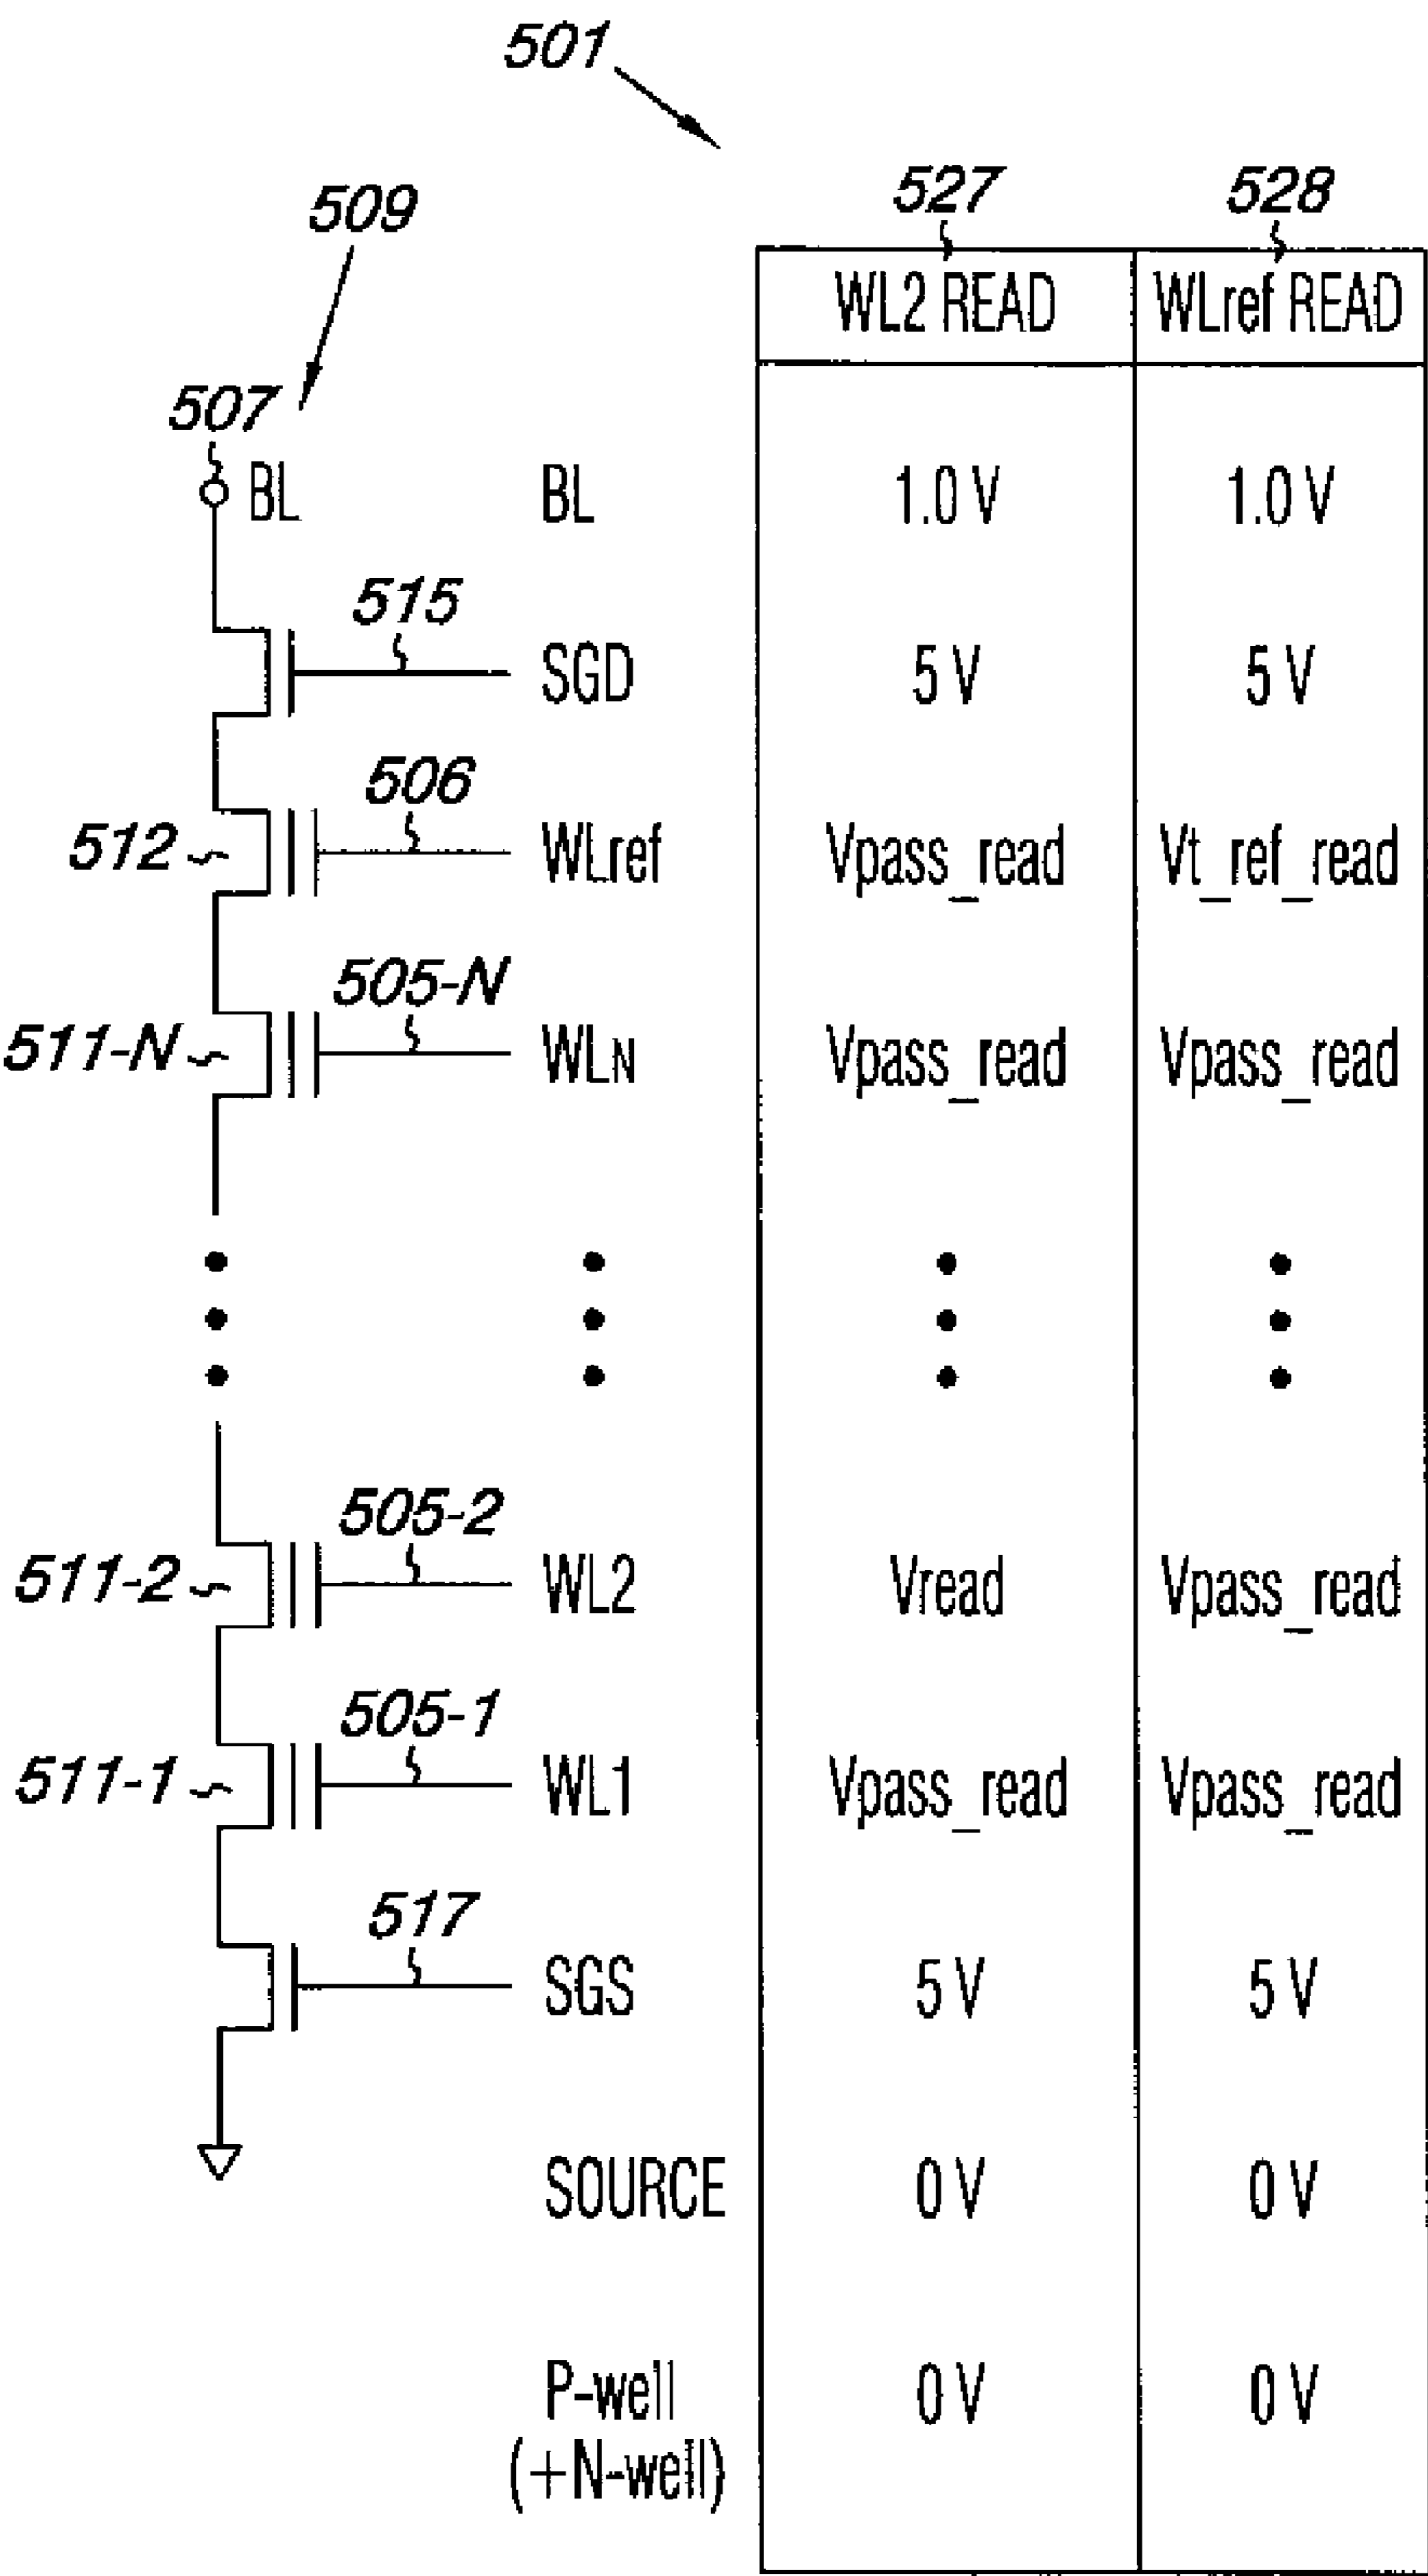 501
509
527 528
WL2 READ WLref READ
507
BL BL 1.0 V 1.0 V
515
SGD 5 V 5 V
506
512 WLref Vpass_read Vt_ref_read
505-N
511-N WLN Vpass_read Vpass_read
505-2
511-2 WL2 Vread Vpass_read
505-1
511-1 WL1 Vpass_read Vpass_read
517
SGS 5 V 5 V
SOURCE 0 V 0 V
P-well 0 V 0 V
(+N-well)